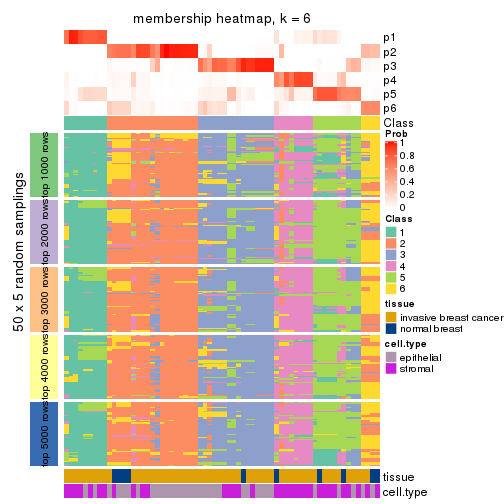 membership heatmap, k = 6
p1
p2
p3
p4
p5
p6
Class
Prob
1
0.8
0.6
0.4
0.2
0
Class
1
2
3
4
5
6
tissue
invasive breast cancer
normal breast
cell.type
epithelial
stromal
50 x 5 random samplings
top 1000 rows
top 2000 rows
top 3000 rows
top 4000 rows
top 5000 rows
tissue
cell.type